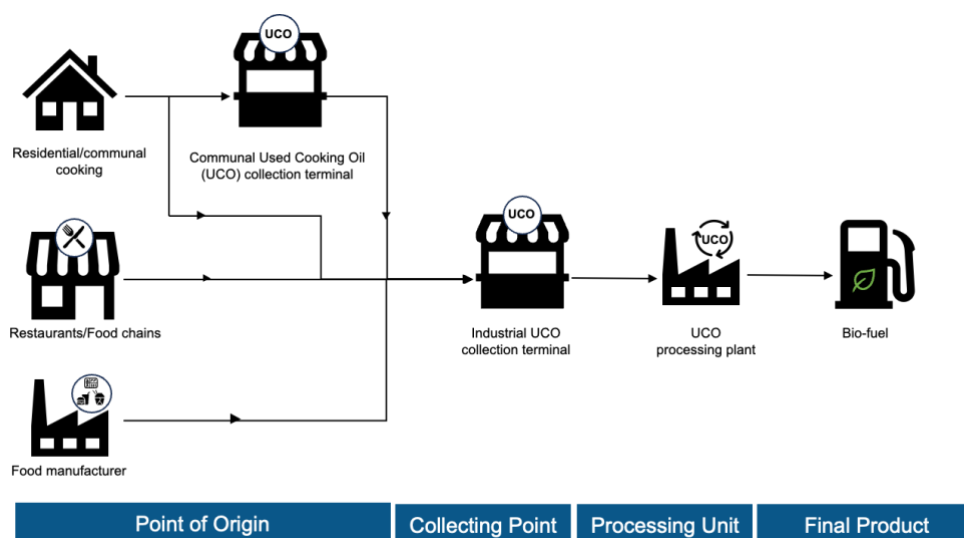 UCO
Residential/communal
cooking
Communal Used Cooking Oil
(UCO) collection terminal
UCO
UCO
Restaurants/Food chains
Industrial UCO
collection terminal
UCO
processing plant
Bio-fuel
Food manufacturer
Point of Origin
Collecting Point
Processing Unit
Final Product